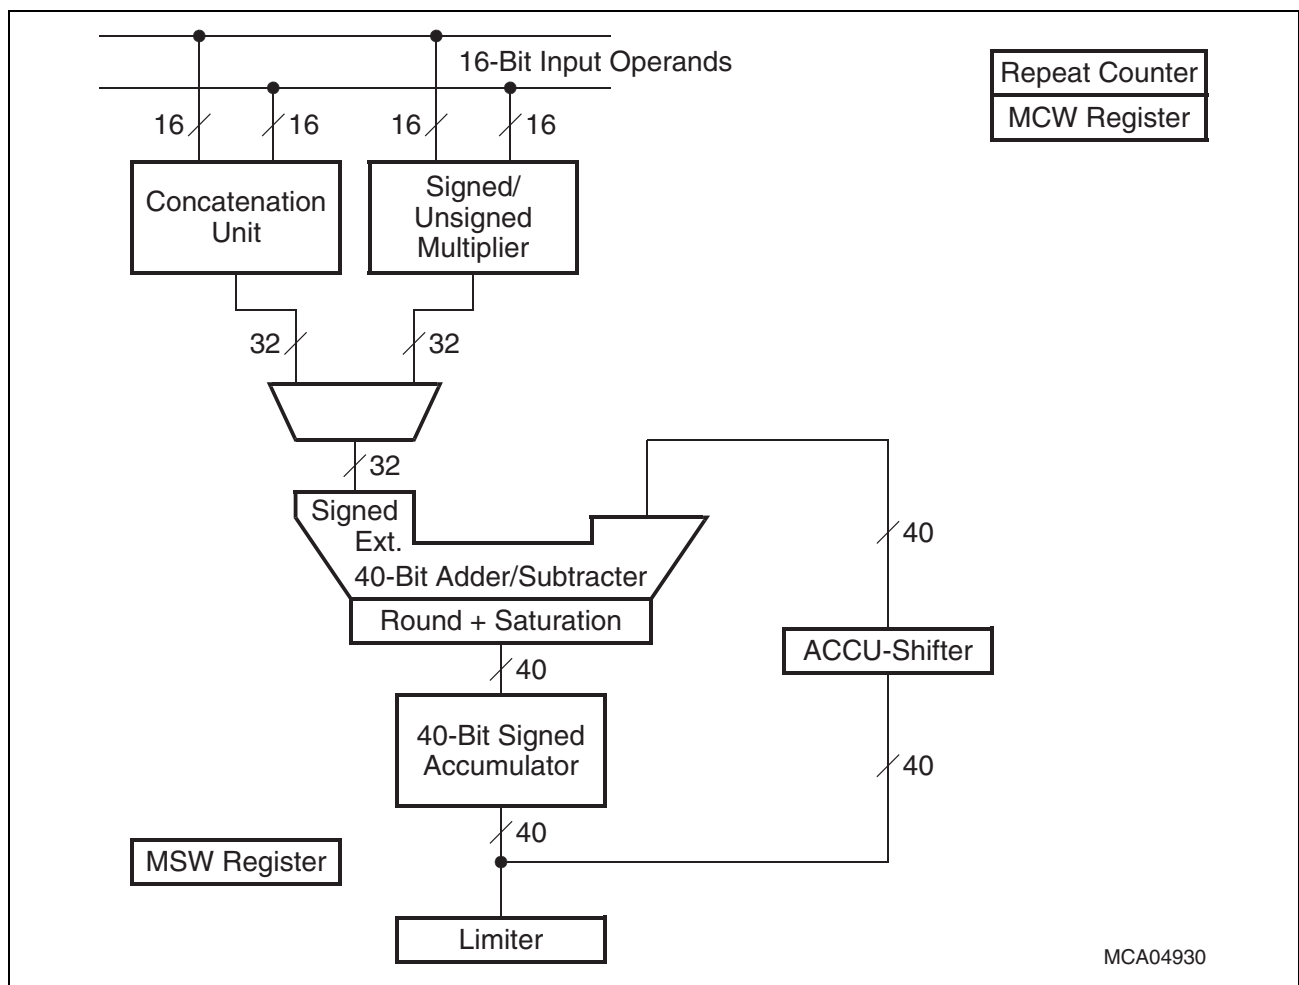 16-Bit Input Operands
Repeat Counter
MCW Register
16
16
16
16
Concatenation
Unit
Signed/
Unsigned
Multiplier
32
32
32
Signed
Ext.
40-Bit Adder/Subtracter
Round + Saturation
40
ACCU-Shifter
40
40-Bit Signed
Accumulator
40
40
MSW Register
Limiter
MCA04930